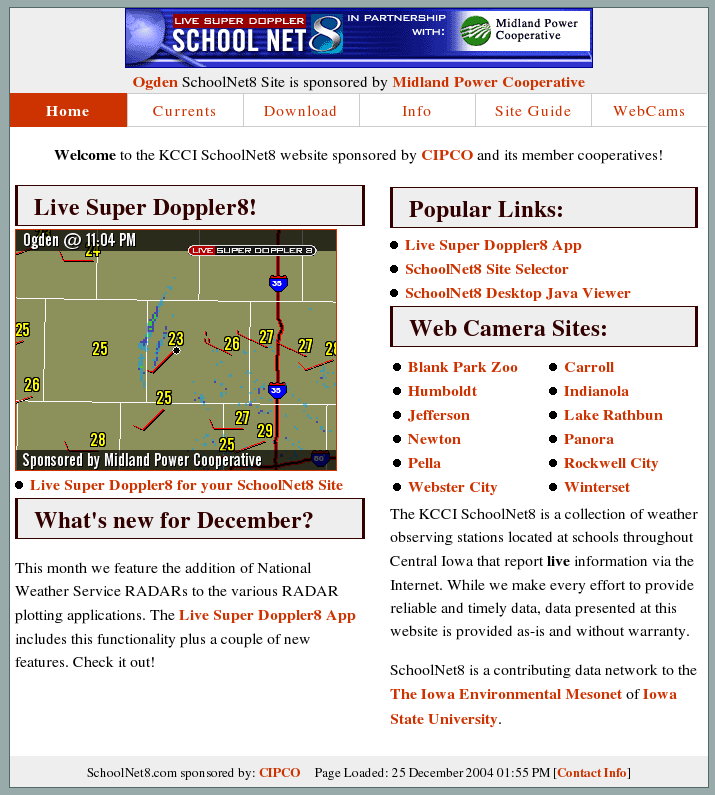 LIVE SUPER DOPPLER
SCHOOL NET 8
IN PARTNERSHIP
WITH:
Midland Power
Cooperative
Ogden SchoolNet8 Site is sponsored by Midland Power Cooperative
Home Currents Download Info Site Guide WebCams
Welcome to the KCCI SchoolNet8 website sponsored by CIPCO and its member cooperatives!
Live Super Doppler8!
Ogden @ 11:04 PM
LIVE SUPER DOPPLER 8
24
35
25
25
23
26
27
27
28
26
25
35
27
28
25
29
80
Sponsored by Midland Power Cooperative
Live Super Doppler8 for your SchoolNet8 Site
What's new for December?
This month we feature the addition of National
Weather Service RADARs to the various RADAR
plotting applications. The Live Super Doppler8 App
includes this functionality plus a couple of new
features. Check it out!
Popular Links:
Live Super Doppler8 App
SchoolNet8 Site Selector
SchoolNet8 Desktop Java Viewer
Web Camera Sites:
Blank Park Zoo Carroll
Humboldt Indianola
Jefferson Lake Rathbun
Newton Panora
Pella Rockwell City
Webster City Winterset
The KCCI SchoolNet8 is a collection of weather
observing stations located at schools throughout
Central Iowa that report live information via the
Internet. While we make every effort to provide
reliable and timely data, data presented at this
website is provided as-is and without warranty.
SchoolNet8 is a contributing data network to the
The Iowa Environmental Mesonet of Iowa
State University.
SchoolNet8.com sponsored by: CIPCO Page Loaded: 25 December 2004 01:55 PM [Contact Info]